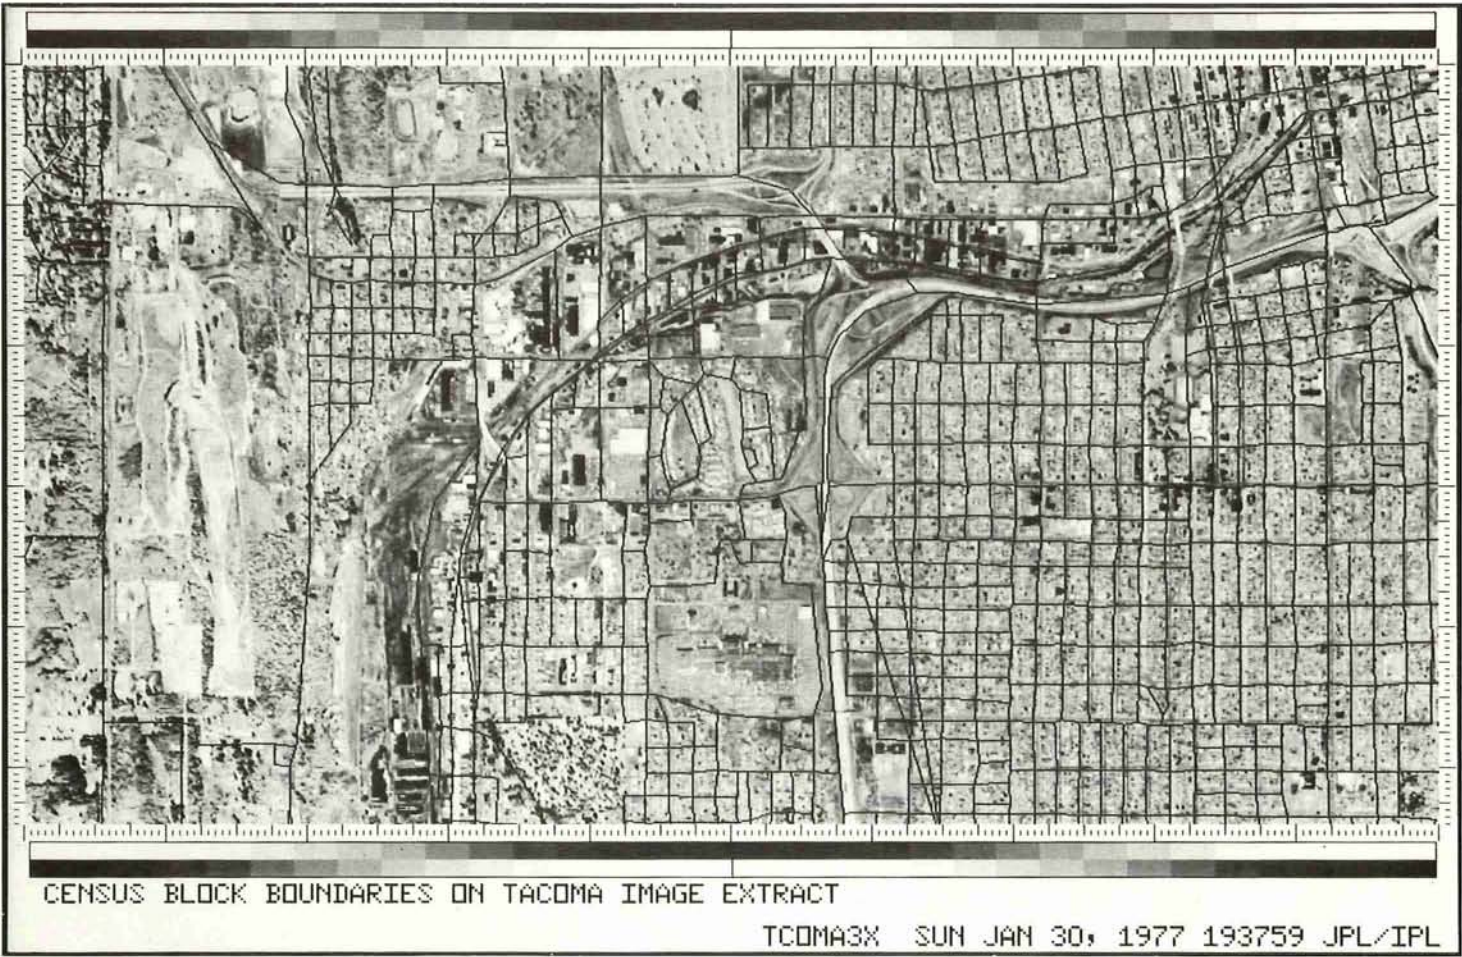 CENSUS BLOCK BOUNDARIES ON TACOMA IMAGE EXTRACT
TCOMA3X SUN JAN 30, 1977 193759 JPL/IPL